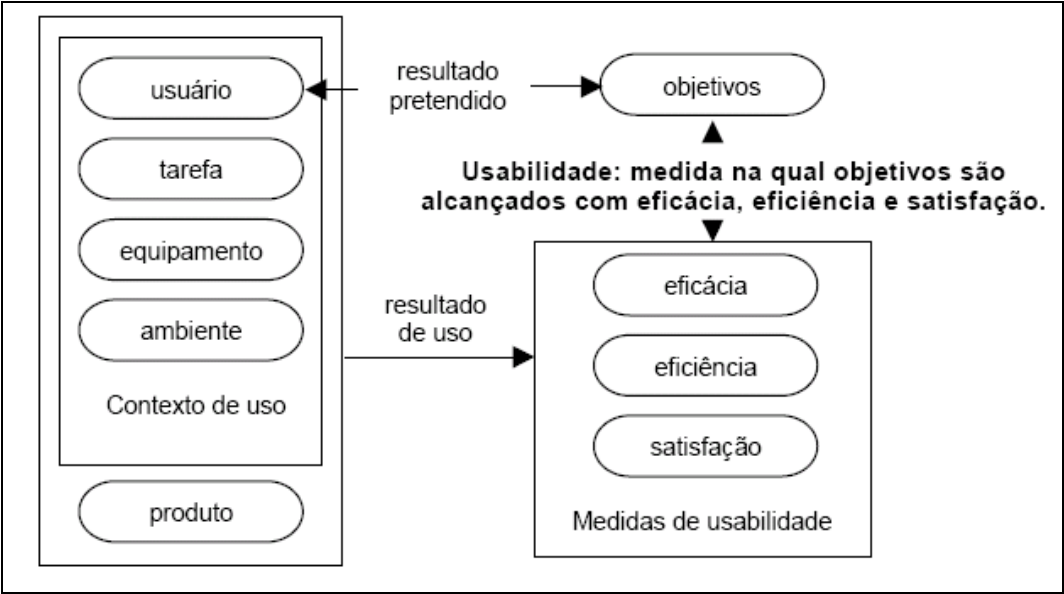 usuário
tarefa
equipamento
ambiente
Contexto de uso
produto
resultado
pretendido
objetivos
Usabilidade: medida na qual objetivos são
alcançados com eficácia, eficiência e satisfação.
resultado
de uso
eficácia
eficiência
satisfação
Medidas de usabilidade